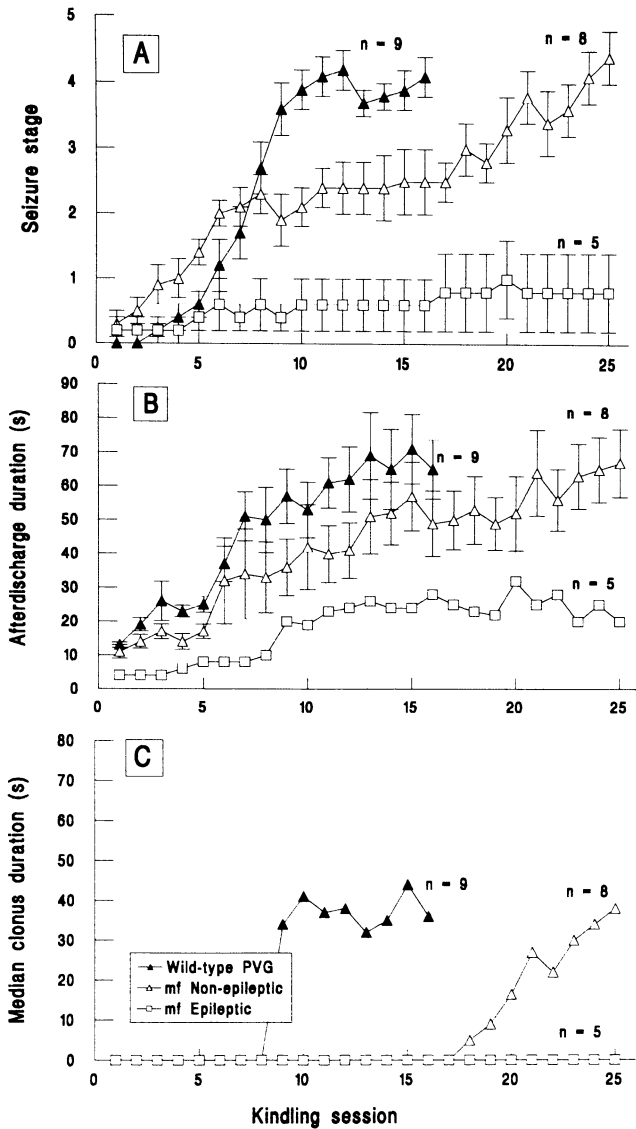 A
n = 9
n = 8
n = 5
Seizure stage
5
4
3
2
1
0
0 5 10 15 20 25
B
n = 8
n = 9
n = 5
Afterdischarge duration (s)
90
80
70
60
50
40
30
20
10
0
0 5 10 15 20 25
C
n = 9
n = 8
n = 5
Median clonus duration (s)
80
70
60
50
40
30
20
10
0
Wild-type PVG
mf Non-epileptic
mf Epileptic
0 5 10 15 20 25
Kindling session